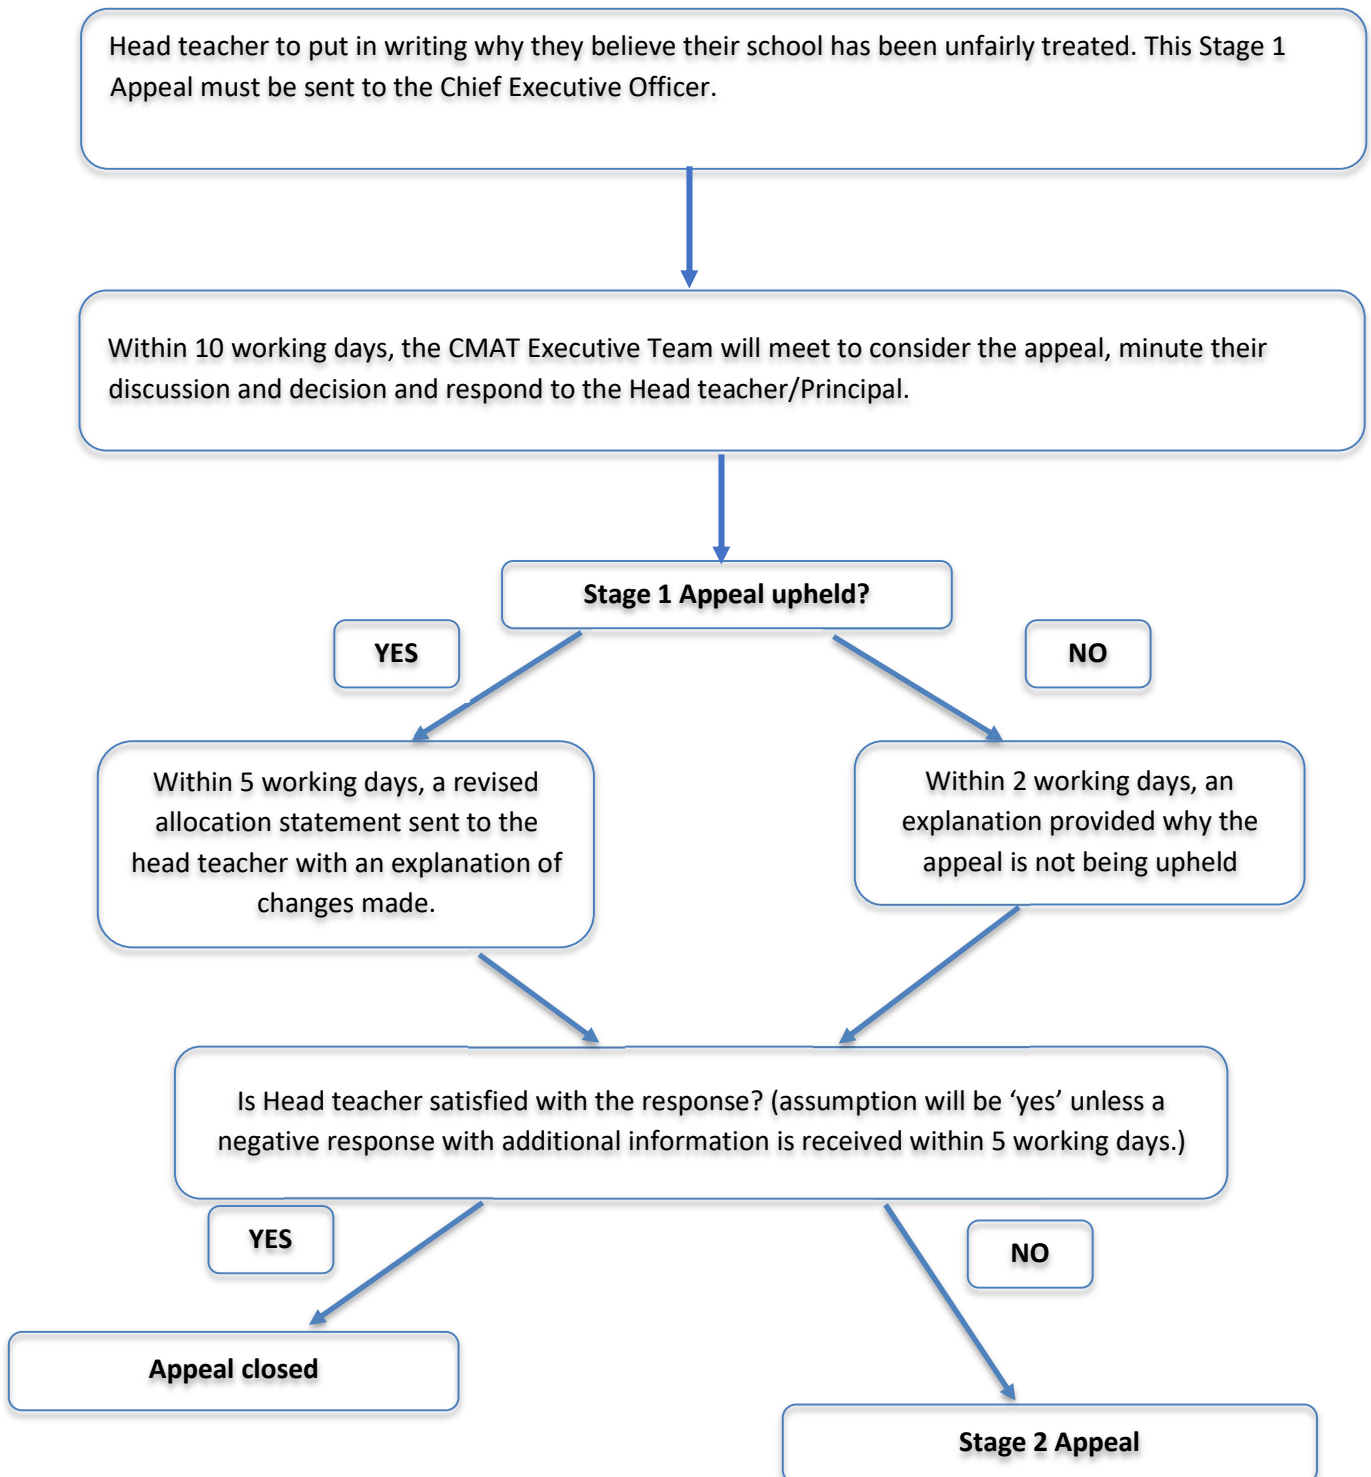 Head teacher to put in writing why they believe their school has been unfairly treated. This Stage 1
Appeal must be sent to the Chief Executive Officer.
Within 10 working days, the CMAT Executive Team will meet to consider the appeal, minute their
discussion and decision and respond to the Head teacher/Principal.
Stage 1 Appeal upheld?
YES
NO
Within 5 working days, a revised
allocation statement sent to the
head teacher with an explanation of
changes made.
Within 2 working days, an
explanation provided why the
appeal is not being upheld
Is Head teacher satisfied with the response? (assumption will be ‘yes’ unless a
negative response with additional information is received within 5 working days.)
YES
NO
Appeal closed
Stage 2 Appeal